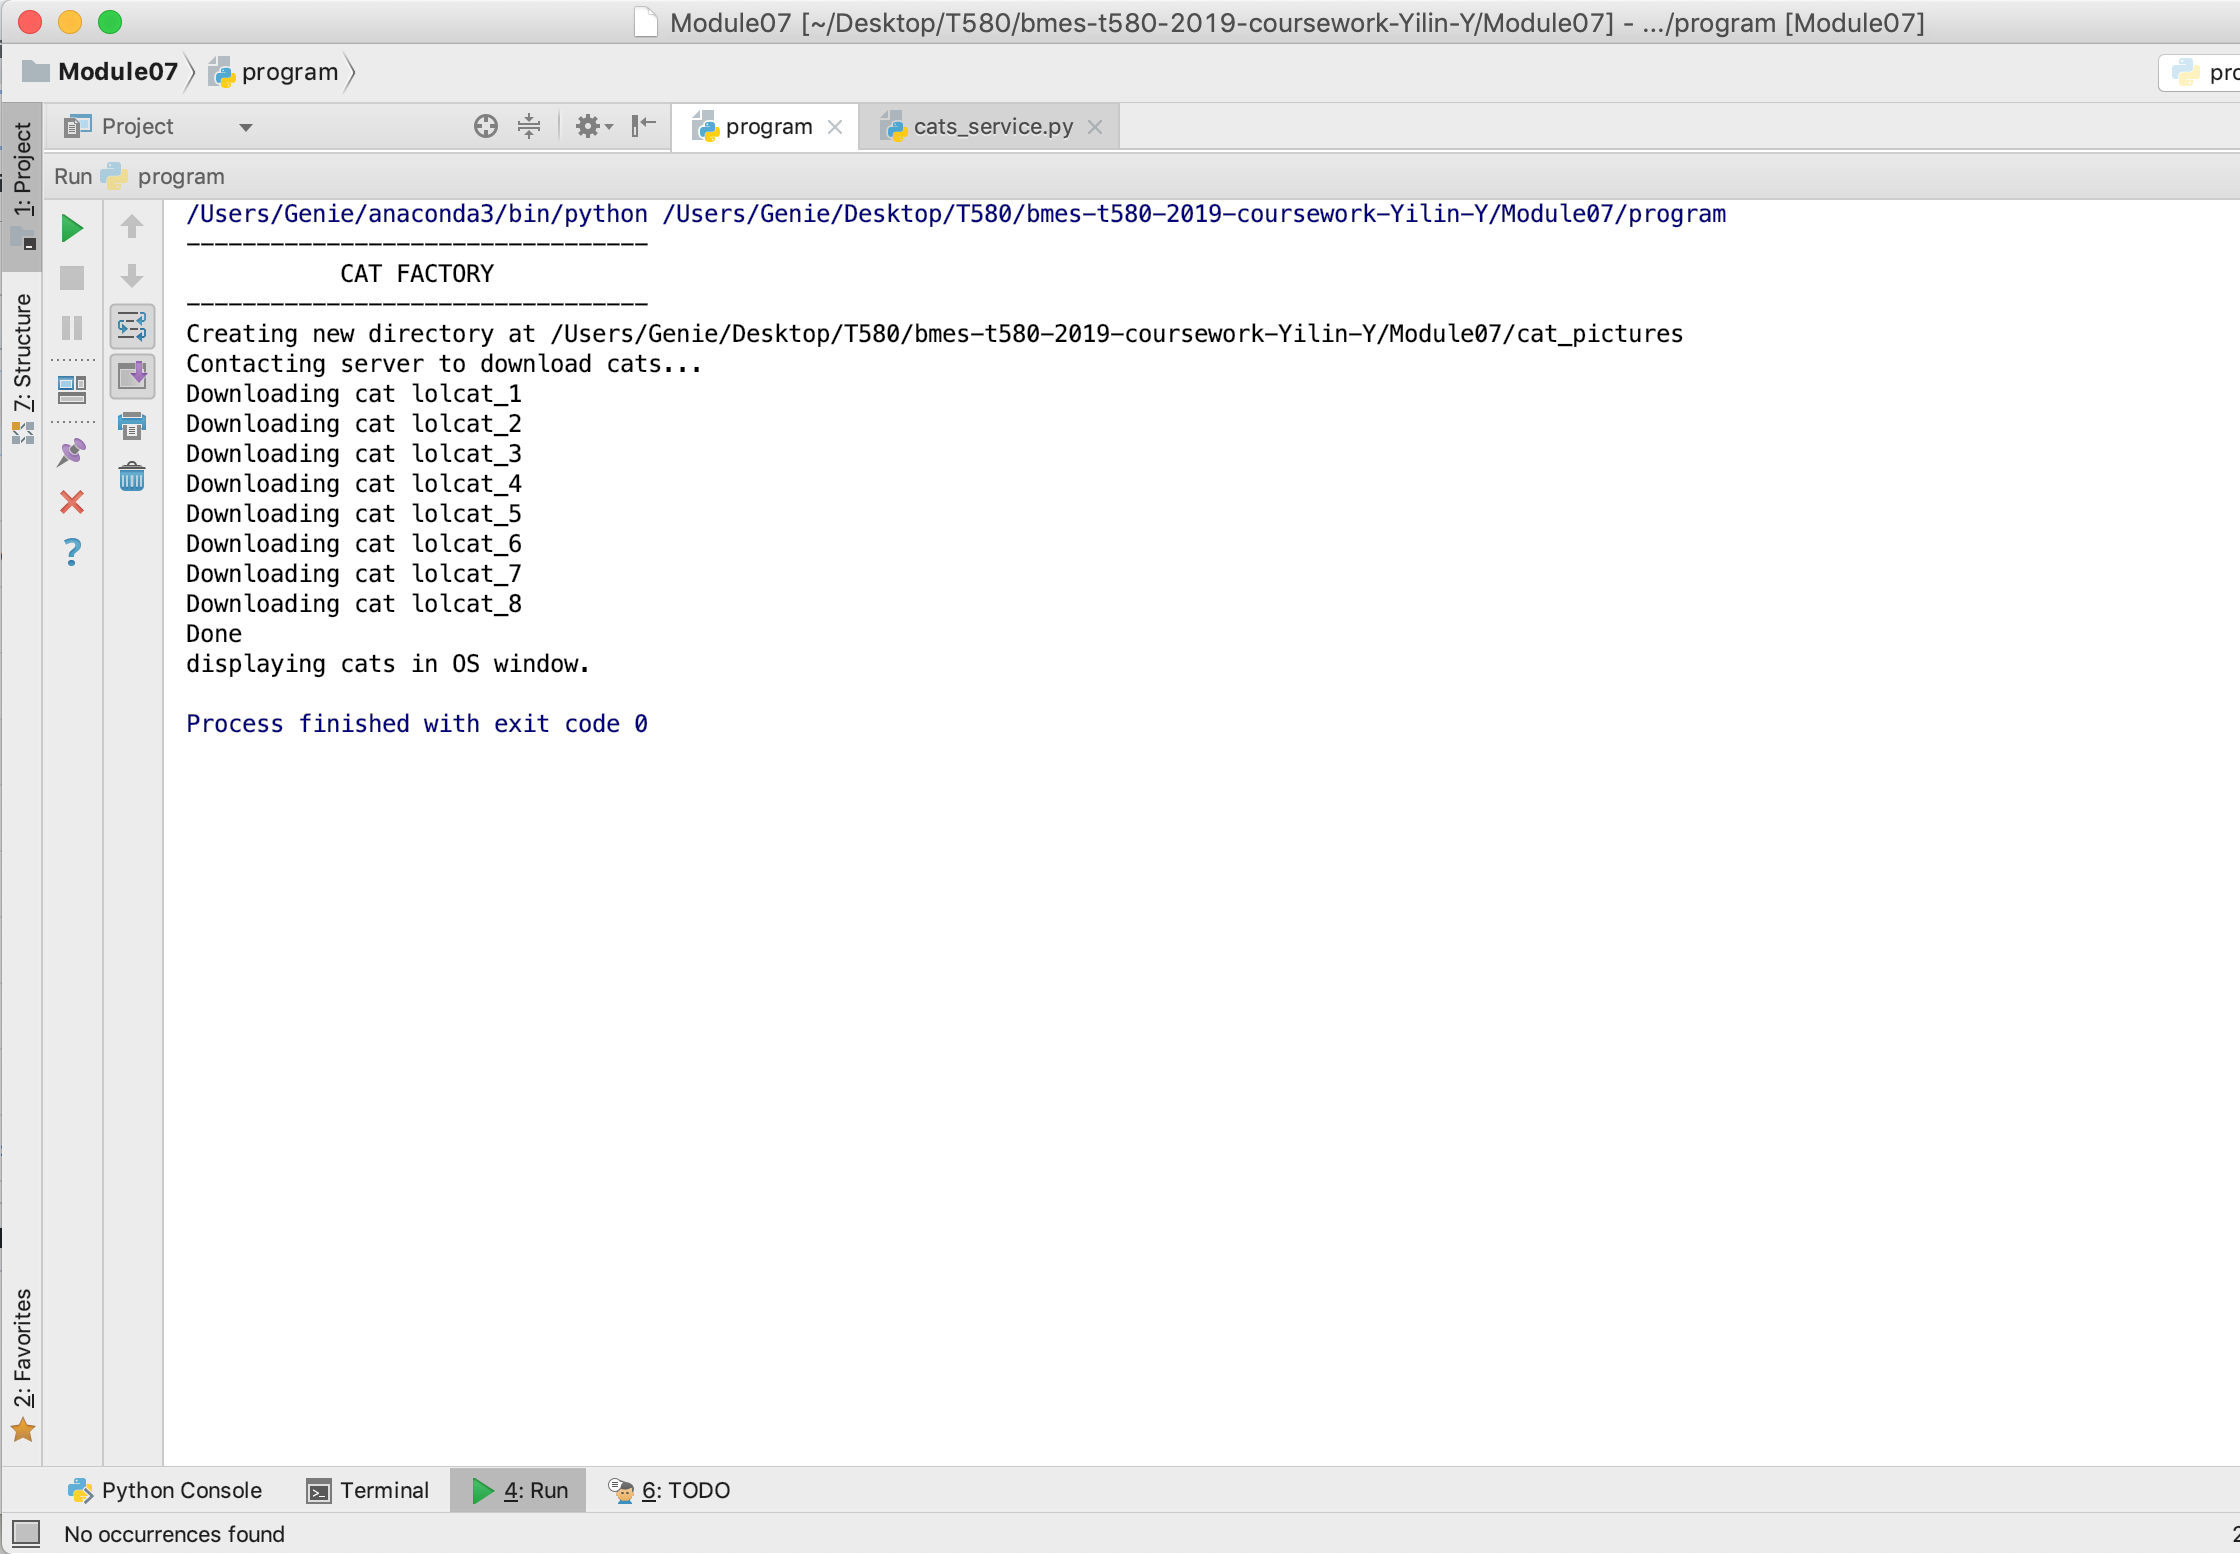 Module07 [~/Desktop/T580/bmes-t580-2019-coursework-Yilin-Y/Module07] - .../program [Module07]
Module07 program
Project program cats_service.py
Run program
1: Project
7: Structure
2: Favorites
/Users/Genie/anaconda3/bin/python /Users/Genie/Desktop/T580/bmes-t580-2019-coursework-Yilin-Y/Module07/program
---------------------------------
CAT FACTORY
---------------------------------
Creating new directory at /Users/Genie/Desktop/T580/bmes-t580-2019-coursework-Yilin-Y/Module07/cat_pictures
Contacting server to download cats...
Downloading cat lolcat_1
Downloading cat lolcat_2
Downloading cat lolcat_3
Downloading cat lolcat_4
Downloading cat lolcat_5
Downloading cat lolcat_6
Downloading cat lolcat_7
Downloading cat lolcat_8
Done
displaying cats in OS window.
Process finished with exit code 0
Python Console Terminal 4: Run 6: TODO
No occurrences found